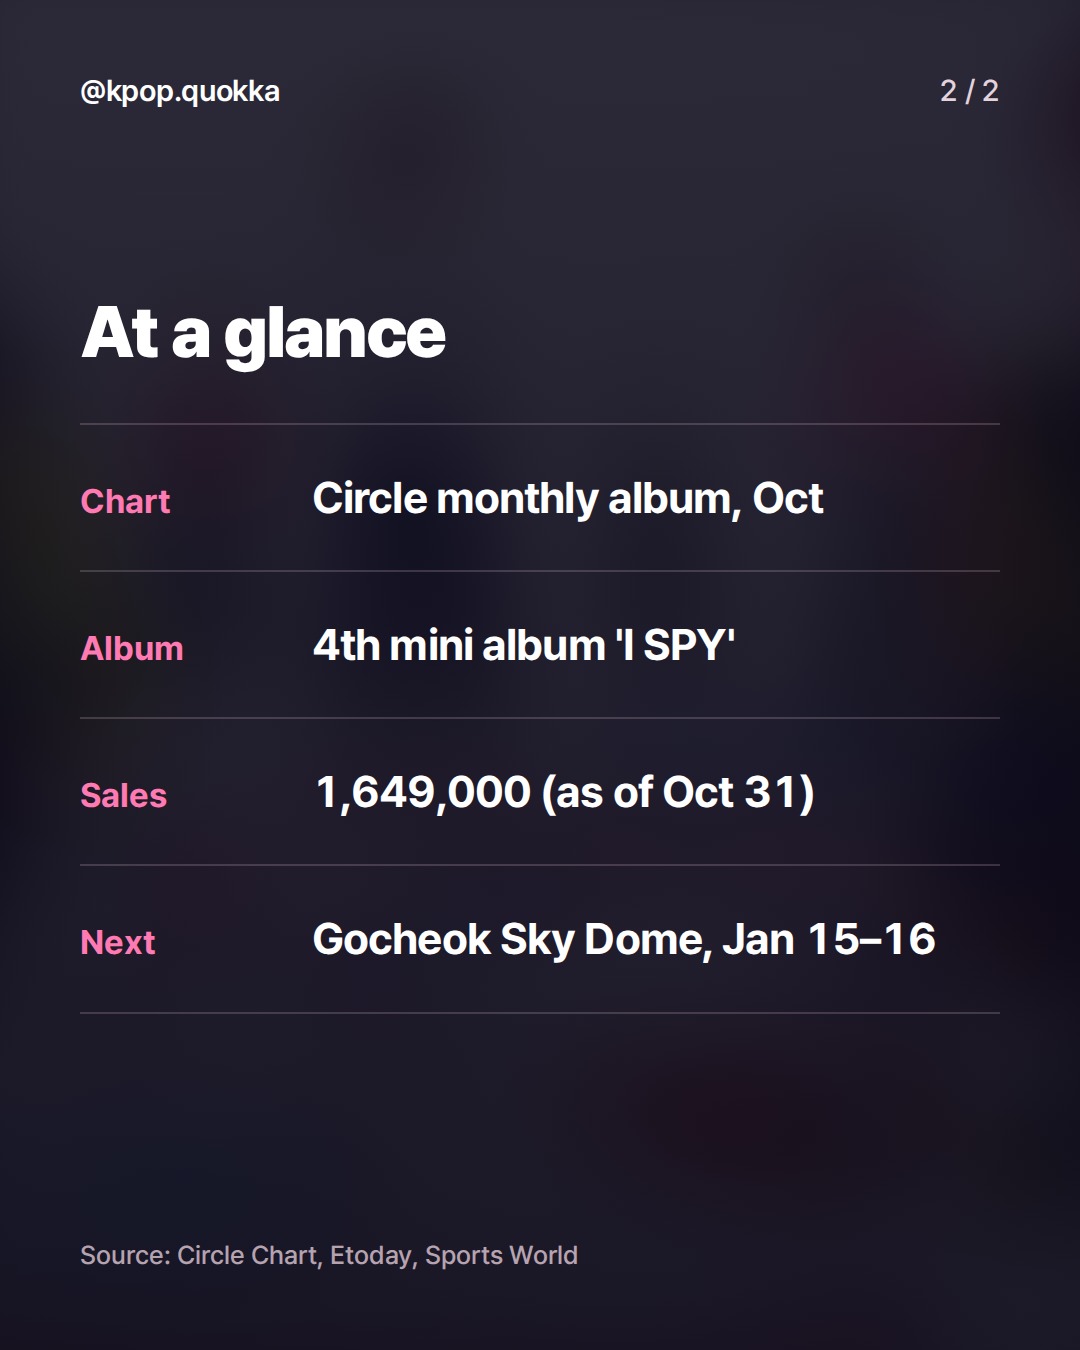 @kpop.quokka
2 / 2
At a glance
Chart Circle monthly album, Oct
Album 4th mini album 'I SPY'
Sales 1,649,000 (as of Oct 31)
Next Gocheok Sky Dome, Jan 15–16
Source: Circle Chart, Etoday, Sports World